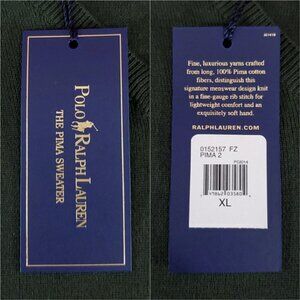 POLO RALPH LAUREN
THE PIMA SWEATER
Fine, luxurious yarns crafted
from long, 100% Pima cotton
fibers, distinguish this
signature menswear design knit
in a fine-gauge rib stitch for
lightweight comfort and an
exquisitely soft hand.
RALPHLAUREN.COM
0152157 FZ
PIMA 2
XL